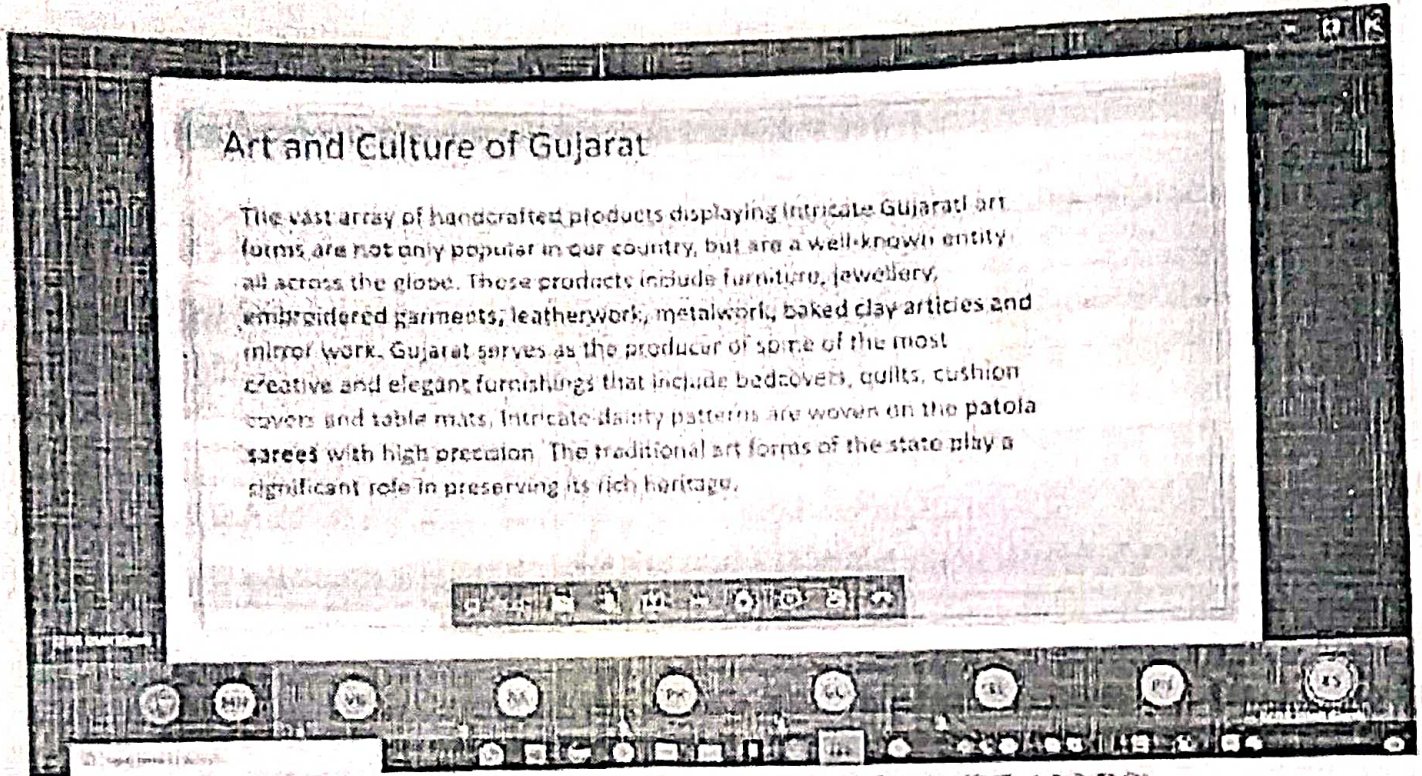 Art and Culture of Gujarat
The vast array of handcrafted products displaying intricate Gujarati art
forms are not only popular in our country, but are a well-known entity
all across the globe. These products include furniture, jewellery,
embroidered garments, leatherwork, metalwork, baked clay articles and
mirror work. Gujarat serves as the producer of some of the most
creative and elegant furnishings that include bedcovers, quilts, cushion
covers and table mats. Intricate dainty patterns are woven on the patola
sarees with high precision. The traditional art forms of the state play a
significant role in preserving its rich heritage.